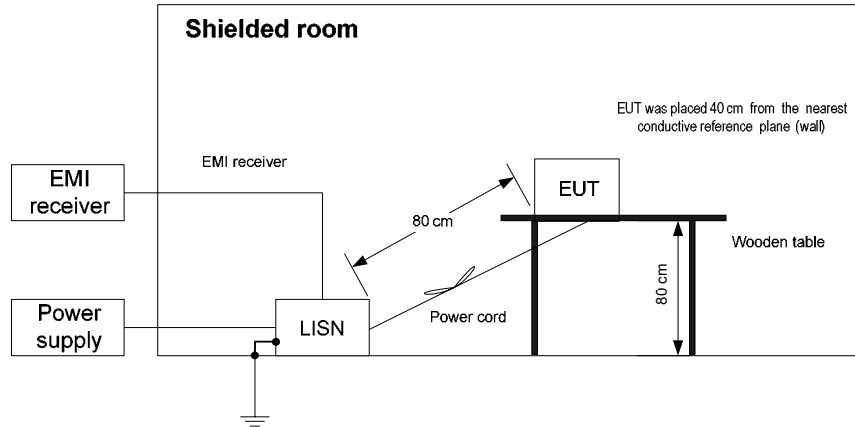 Shielded room
EUT was placed 40 cm from the nearest
conductive reference plane (wall)
EMI receiver
EMI
receiver
EUT
80 cm
Wooden table
80 cm
Power
supply
LISN
Power cord